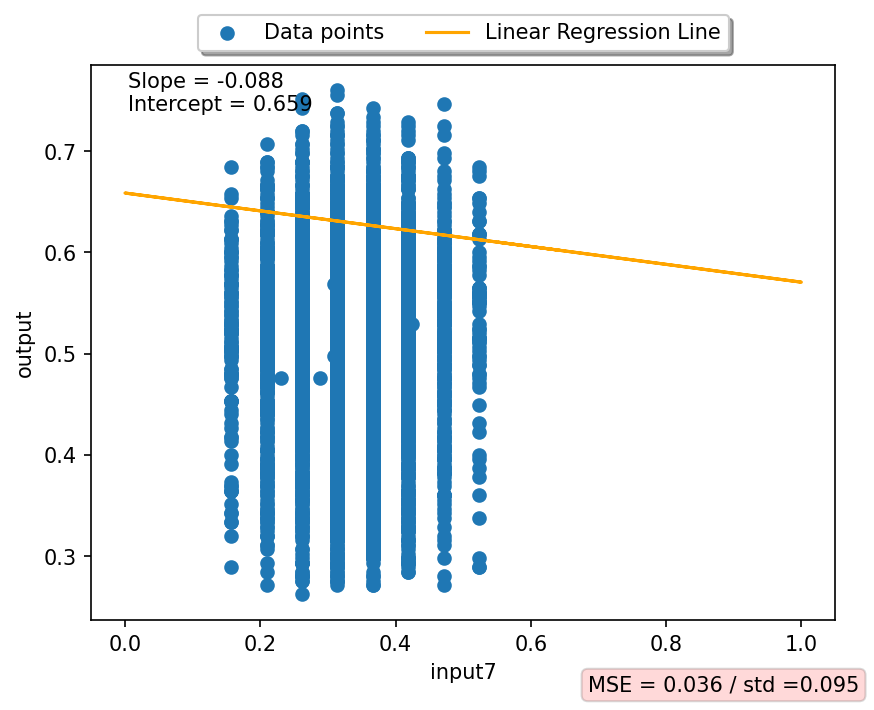 Data points
Linear Regression Line
Slope = -0.088
Intercept = 0.659
output
0.7
0.6
0.5
0.4
0.3
0.0 0.2 0.4 0.6 0.8 1.0
input7
MSE = 0.036 / std =0.095